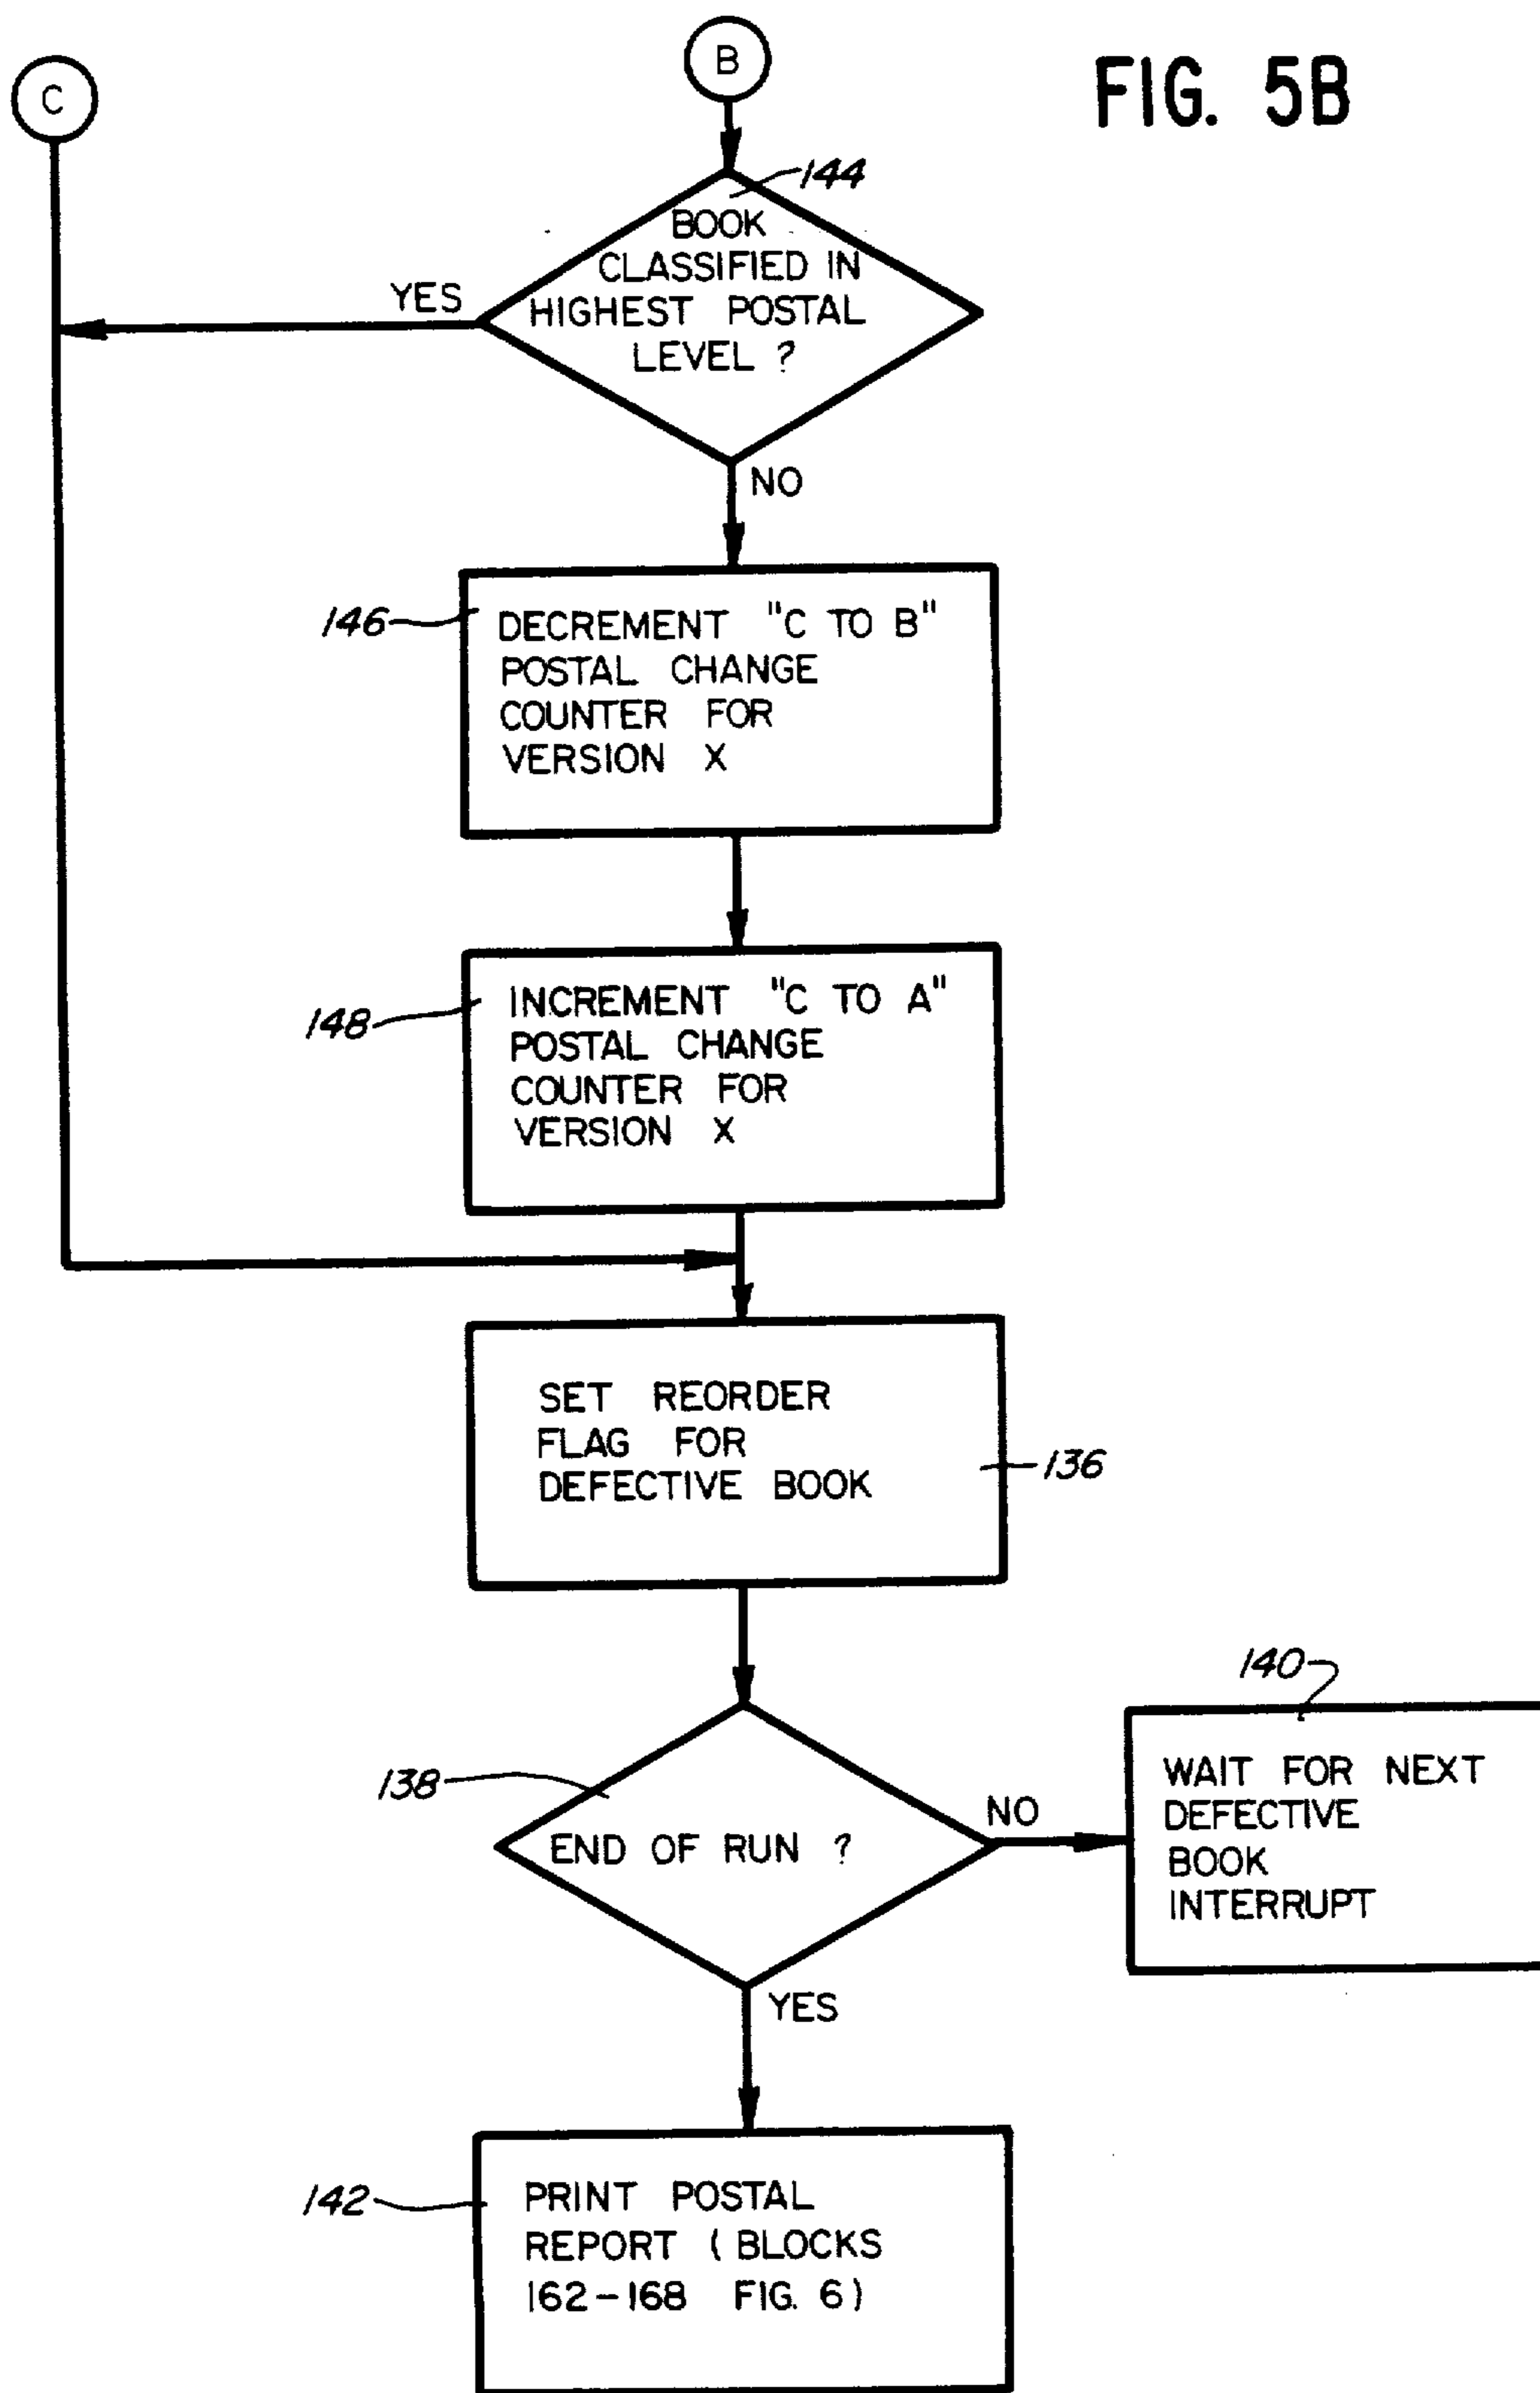 FIG. 5B
C
B
144
BOOK
CLASSIFIED IN
HIGHEST POSTAL
LEVEL ?
YES
NO
146
DECREMENT "C TO B"
POSTAL CHANGE
COUNTER FOR
VERSION X
148
INCREMENT "C TO A"
POSTAL CHANGE
COUNTER FOR
VERSION X
SET REORDER
FLAG FOR
DEFECTIVE BOOK
136
138
END OF RUN ?
NO
140
WAIT FOR NEXT
DEFECTIVE
BOOK
INTERRUPT
YES
142
PRINT POSTAL
REPORT ( BLOCKS
162-168 FIG. 6)